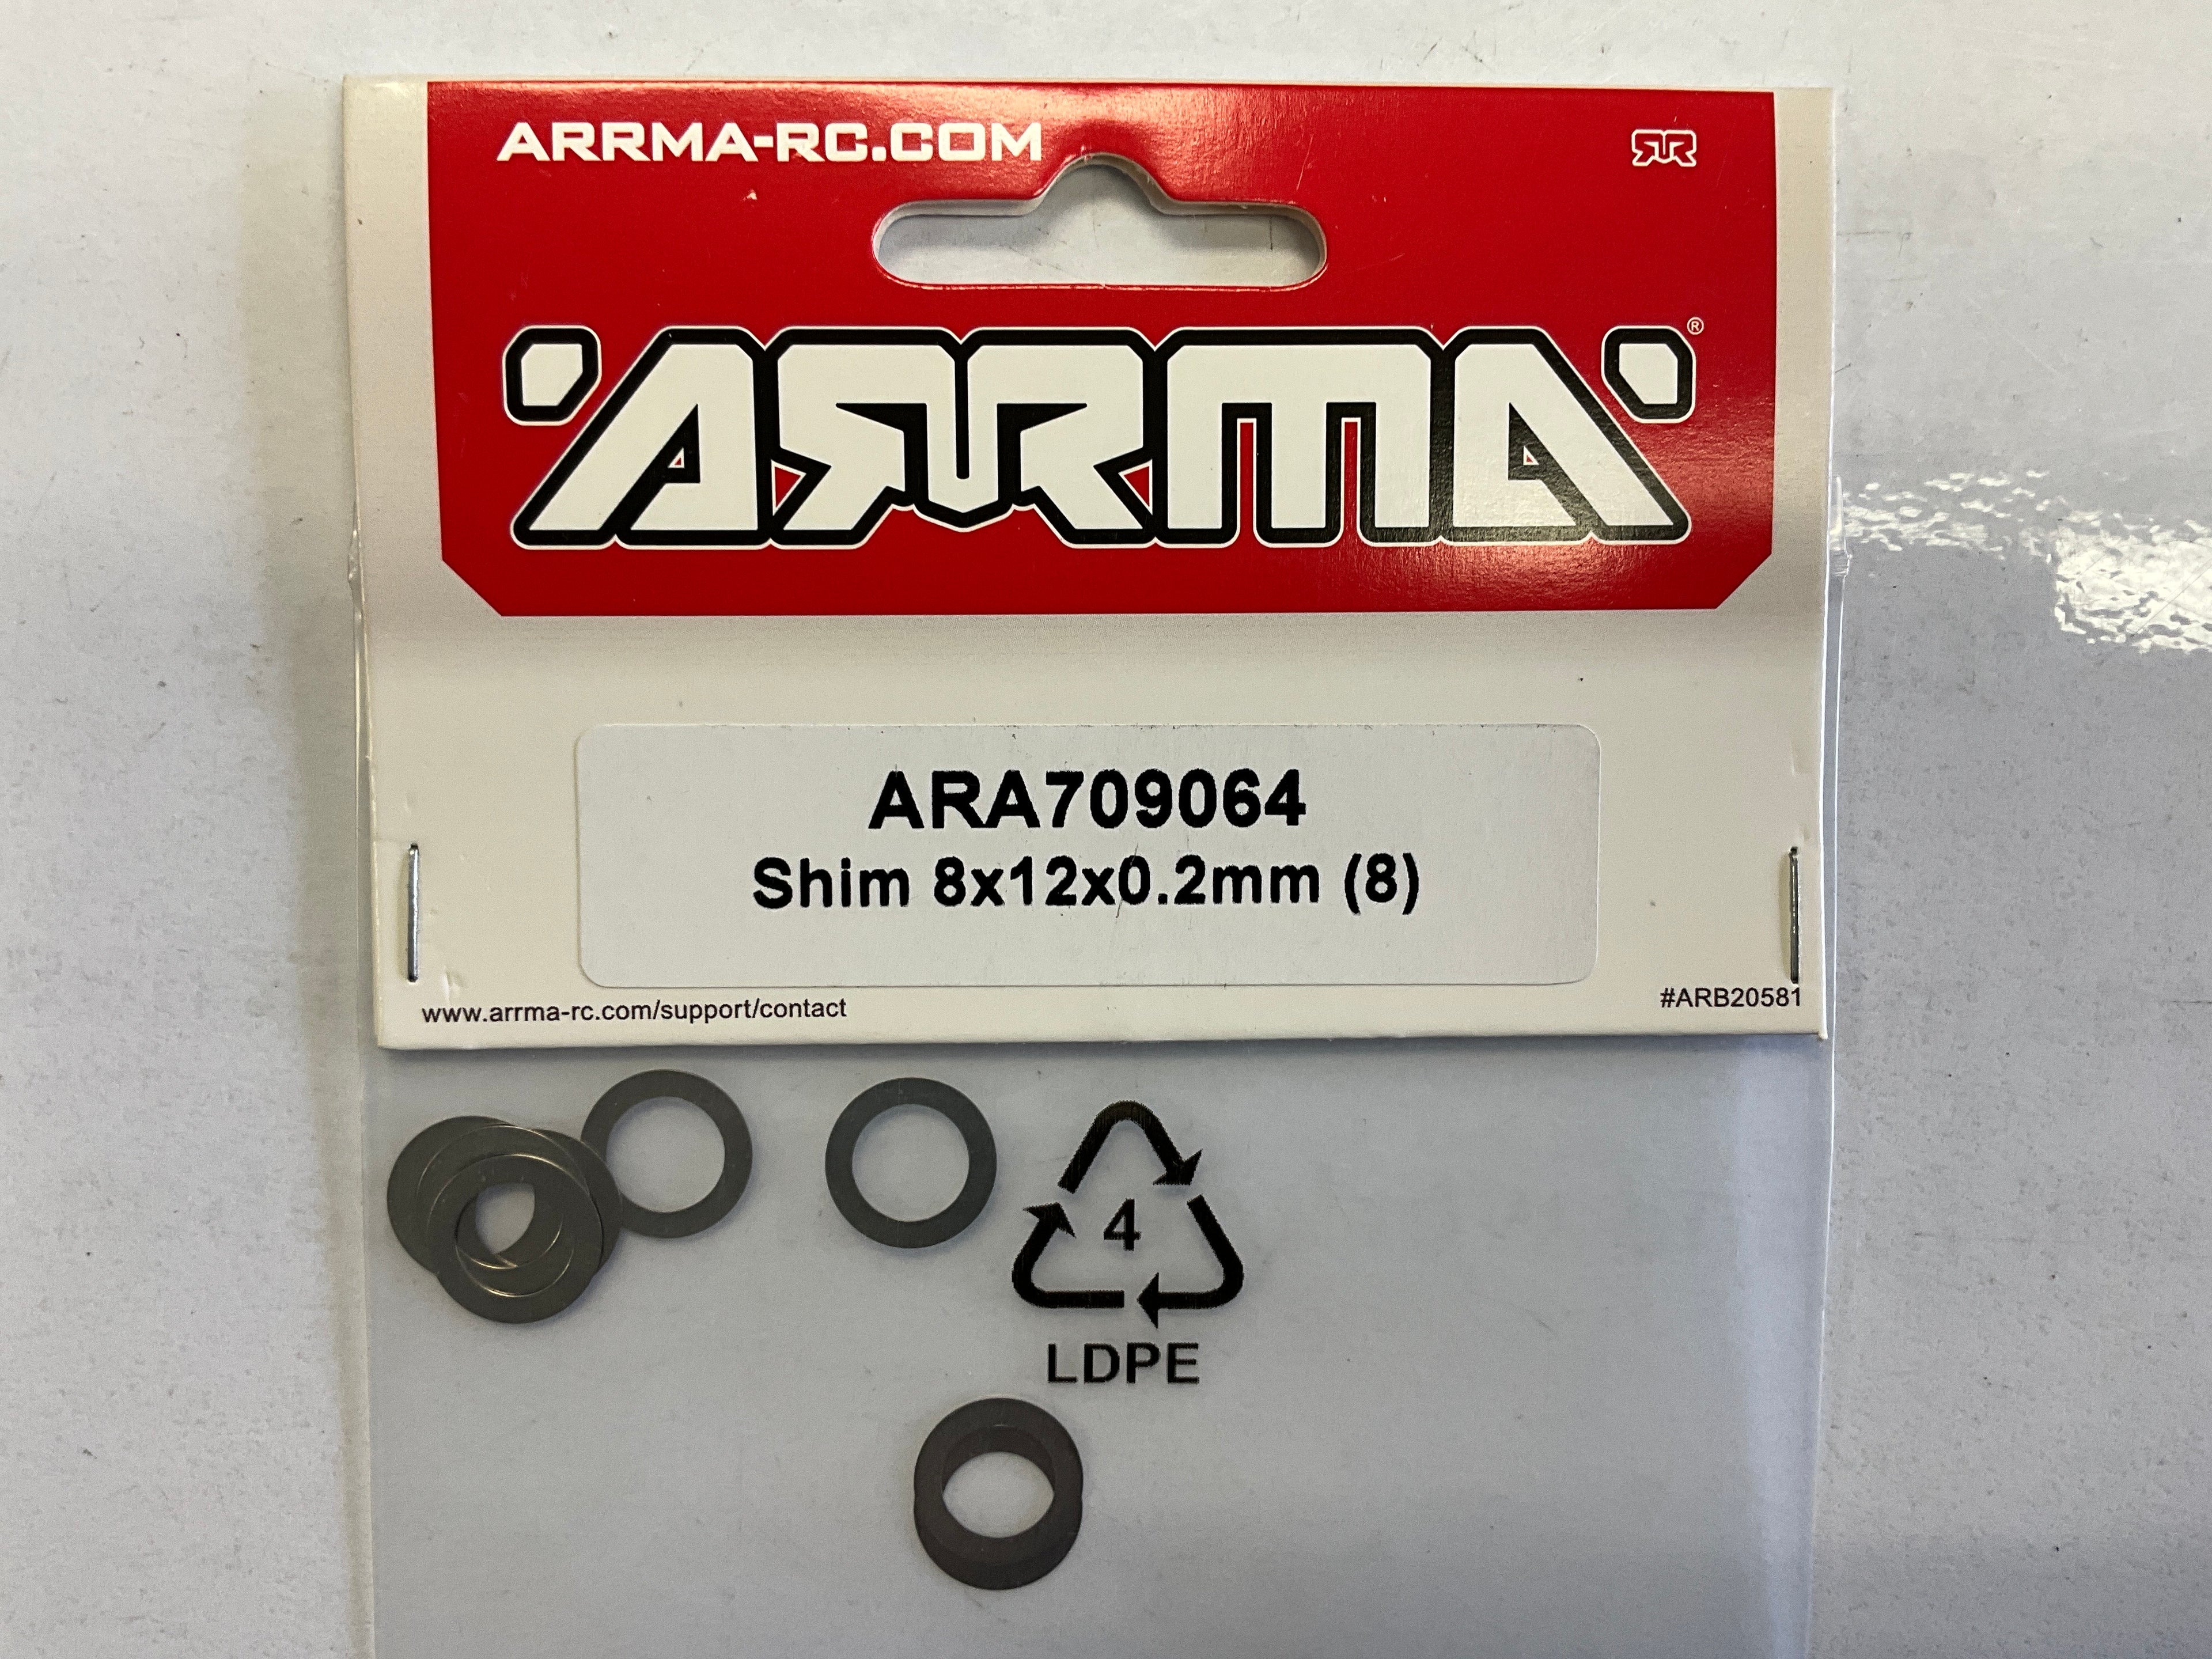 ARRMA-RC.COM
ARRMA®
ARA709064
Shim 8x12x0.2mm (8)
www.arrma-rc.com/support/contact
#ARB20581
4
LDPE